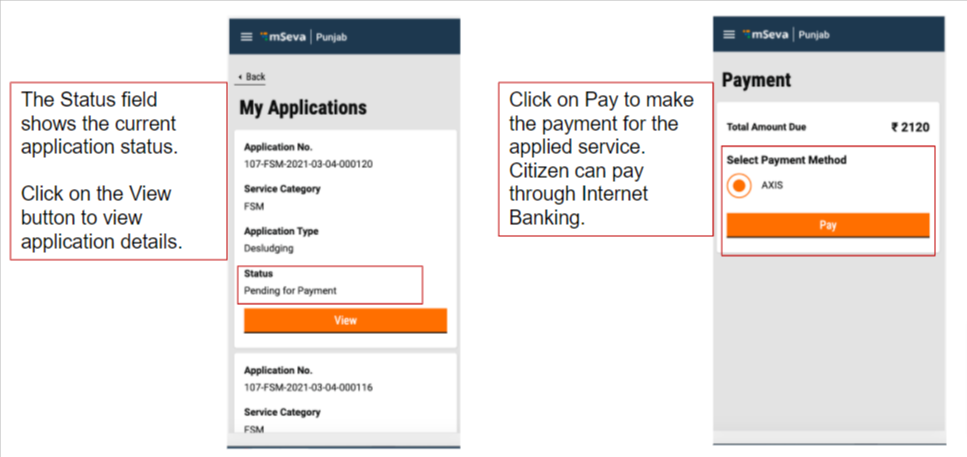 The Status field
shows the current
application status.
Click on the View
button to view
application details.
mSeva | Punjab
Back
My Applications
Application No.
107-FSM-2021-03-04-000120
Service Category
FSM
Application Type
Desludging
Status
Pending for Payment
View
Application No.
107-FSM-2021-03-04-000116
Service Category
FSM
Click on Pay to make
the payment for the
applied service.
Citizen can pay
through Internet
Banking.
mSeva | Punjab
Payment
Total Amount Due ₹ 2120
Select Payment Method
AXIS
Pay